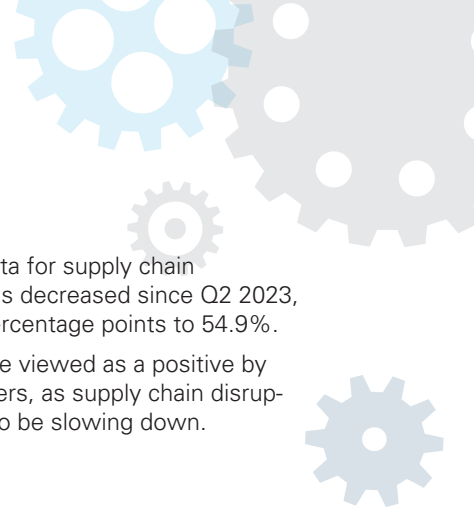 ta for supply chain
s decreased since Q2 2023,
ercentage points to 54.9%.
e viewed as a positive by
ers, as supply chain disrup-
o be slowing down.